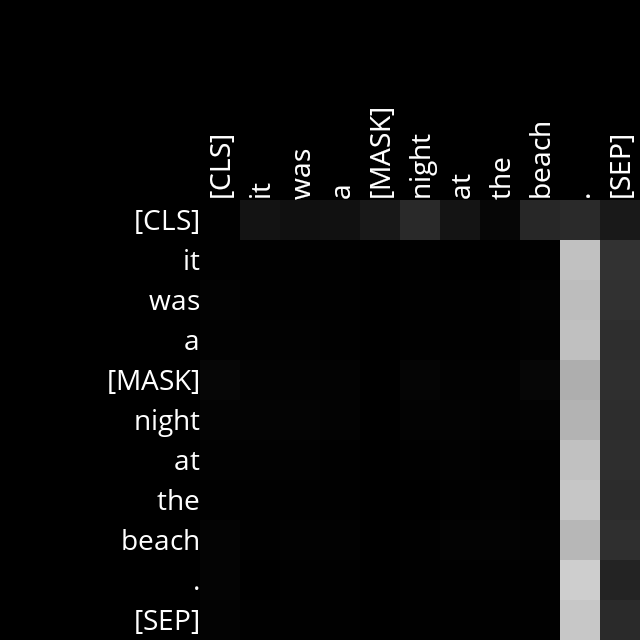 [CLS] it was a [MASK] night at the beach . [SEP]
[CLS]
it
was
a
[MASK]
night
at
the
beach
.
[SEP]